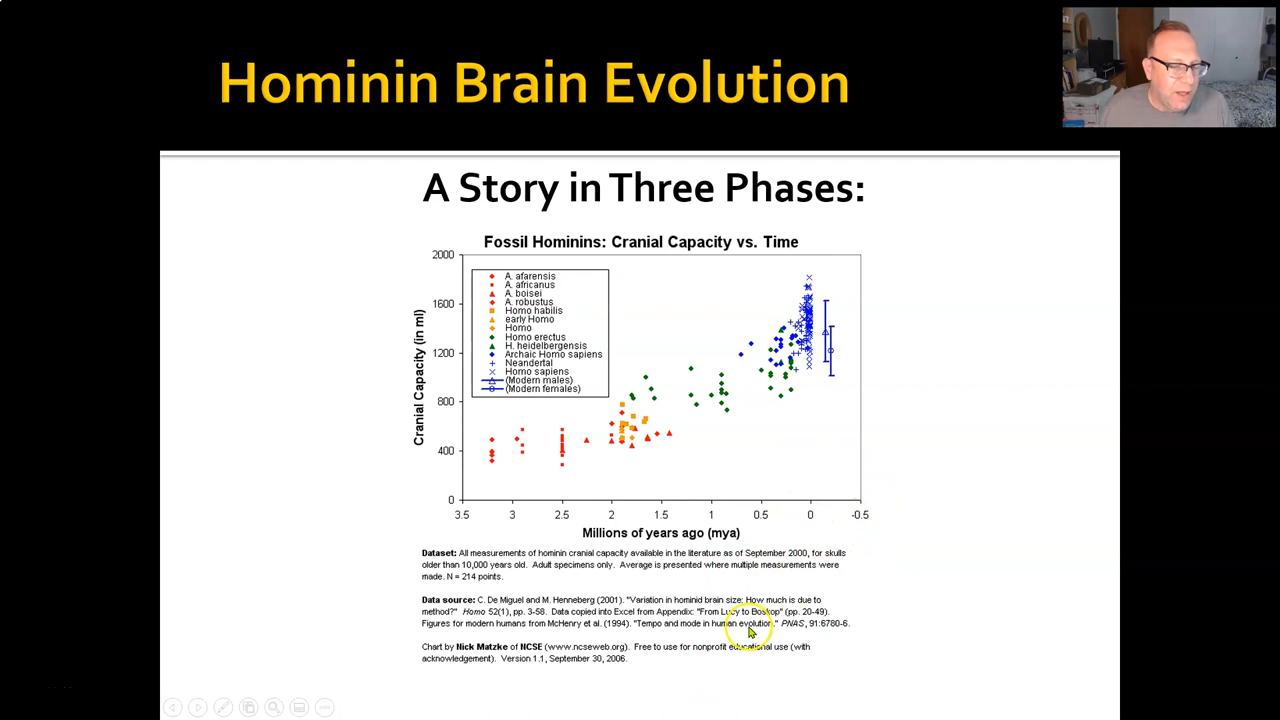 Hominin Brain Evolution
A Story in Three Phases:
Fossil Hominins: Cranial Capacity vs. Time
2000
1600
1200
800
400
0
Cranial Capacity (in ml)
A. afarensis
A. africanus
A. boisei
A. robustus
Homo habilis
early Homo
Homo
Homo erectus
H. heidelbergensis
Archaic Homo sapiens
Neandertal
Homo sapiens
(Modern males)
(Modern females)
3.5 3 2.5 2 1.5 1 0.5 0 -0.5
Millions of years ago (mya)
Dataset: All measurements of hominin cranial capacity available in the literature as of September 2000, for skulls
older than 10,000 years old. Adult specimens only. Average is presented where multiple measurements were
made. N = 214 points.
Data source: C. De Miguel and M. Henneberg (2001). "Variation in hominid brain size: How much is due to
method?" Homo 52(1), pp. 3-58. Data copied into Excel from Appendix: "From Lucy to Boskop" (pp. 20-49).
Figures for modern humans from McHenry et al. (1994). "Tempo and mode in human evolution." PNAS, 91:6780-6.
Chart by Nick Matzke of NCSE (www.ncseweb.org). Free to use for nonprofit educational use (with
acknowledgement). Version 1.1, September 30, 2006.